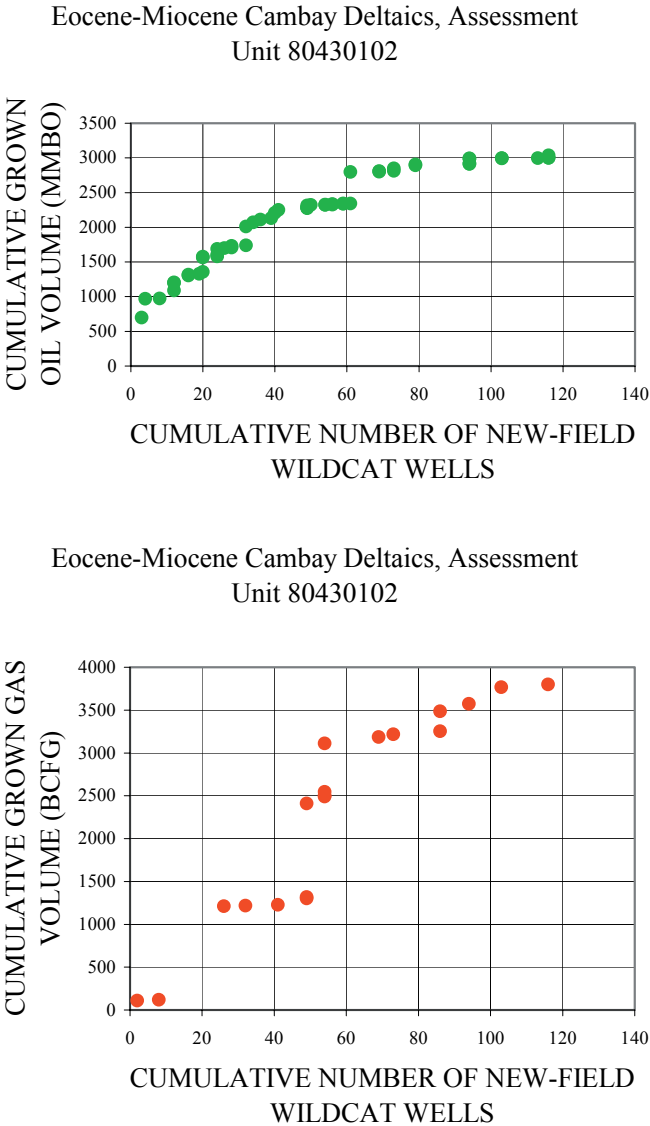 Eocene-Miocene Cambay Deltaics, Assessment
Unit 80430102
CUMULATIVE GROWN
OIL VOLUME (MMBO)
3500
3000
2500
2000
1500
1000
500
0
0 20 40 60 80 100 120 140
CUMULATIVE NUMBER OF NEW-FIELD
WILDCAT WELLS
Eocene-Miocene Cambay Deltaics, Assessment
Unit 80430102
CUMULATIVE GROWN GAS
VOLUME (BCFG)
4000
3500
3000
2500
2000
1500
1000
500
0
0 20 40 60 80 100 120 140
CUMULATIVE NUMBER OF NEW-FIELD
WILDCAT WELLS